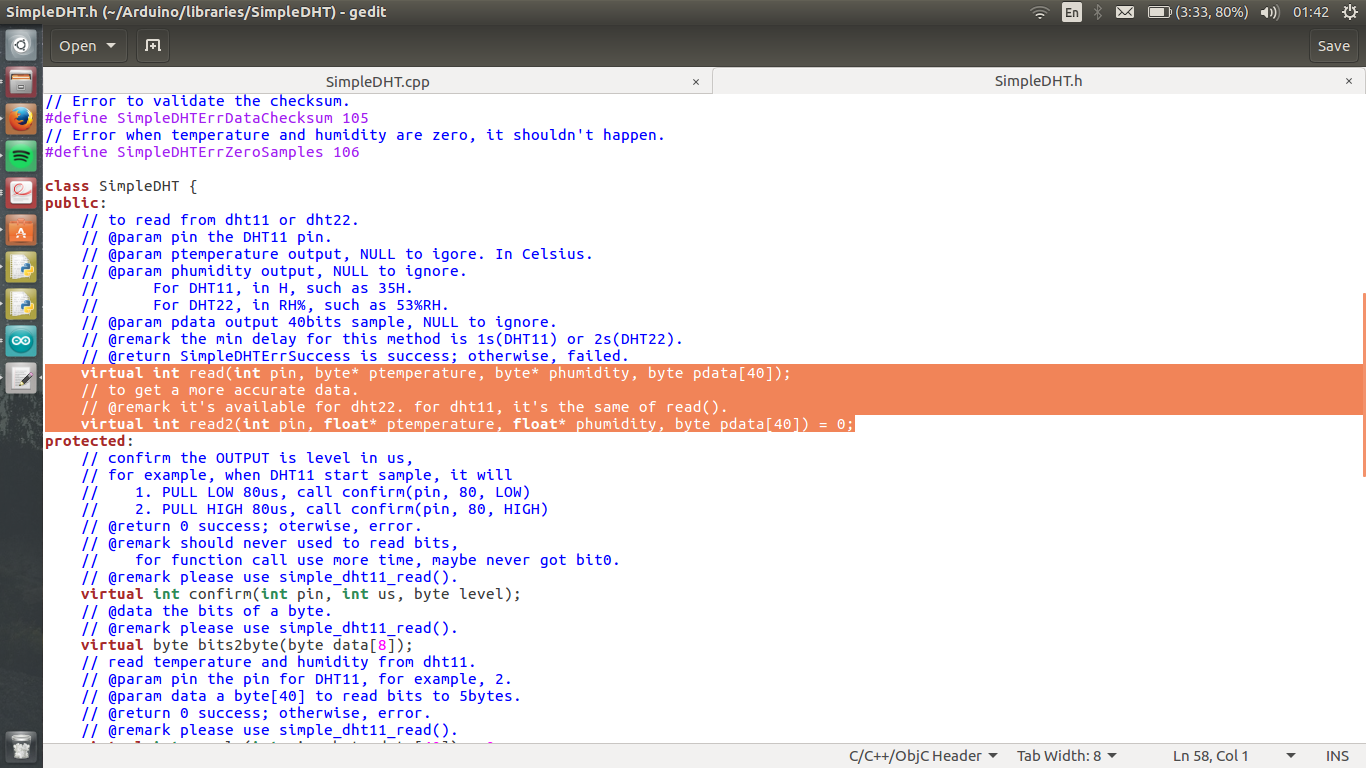 SimpleDHT.h (~/Arduino/libraries/SimpleDHT) - gedit
En
(3:33, 80%)
01:42
Open
Save
SimpleDHT.cpp
×
SimpleDHT.h
×
// Error to validate the checksum.
#define SimpleDHTErrDataChecksum 105
// Error when temperature and humidity are zero, it shouldn't happen.
#define SimpleDHTErrZeroSamples 106
class SimpleDHT {
public:
// to read from dht11 or dht22.
// @param pin the DHT11 pin.
// @param ptemperature output, NULL to igore. In Celsius.
// @param phumidity output, NULL to ignore.
// For DHT11, in H, such as 35H.
// For DHT22, in RH%, such as 53%RH.
// @param pdata output 40bits sample, NULL to ignore.
// @remark the min delay for this method is 1s(DHT11) or 2s(DHT22).
// @return SimpleDHTErrSuccess is success; otherwise, failed.
virtual int read(int pin, byte* ptemperature, byte* phumidity, byte pdata[40]);
// to get a more accurate data.
// @remark it's available for dht22. for dht11, it's the same of read().
virtual int read2(int pin, float* ptemperature, float* phumidity, byte pdata[40]) = 0;
protected:
// confirm the OUTPUT is level in us,
// for example, when DHT11 start sample, it will
// 1. PULL LOW 80us, call confirm(pin, 80, LOW)
// 2. PULL HIGH 80us, call confirm(pin, 80, HIGH)
// @return 0 success; oterwise, error.
// @remark should never used to read bits,
// for function call use more time, maybe never got bit0.
// @remark please use simple_dht11_read().
virtual int confirm(int pin, int us, byte level);
// @data the bits of a byte.
// @remark please use simple_dht11_read().
virtual byte bits2byte(byte data[8]);
// read temperature and humidity from dht11.
// @param pin the pin for DHT11, for example, 2.
// @param data a byte[40] to read bits to 5bytes.
// @return 0 success; otherwise, error.
// @remark please use simple_dht11_read().
C/C++/ObjC Header
Tab Width: 8
Ln 58, Col 1
INS